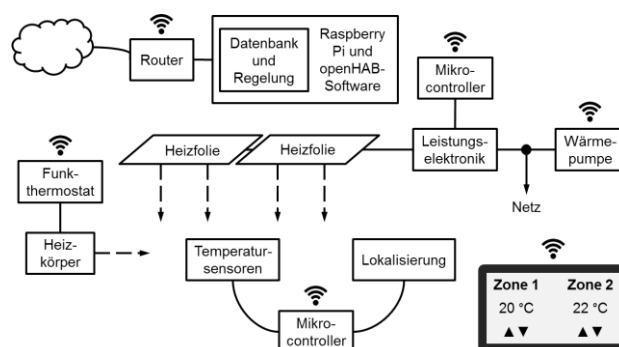 Router
Datenbank
und
Regelung
Raspberry
Pi und
openHAB-
Software
Mikro-
controller
Heizfolie
Heizfolie
Leistungs-
elektronik
Wärme-
pumpe
Netz
Funk-
thermostat
Heiz-
körper
Temperatur-
sensoren
Lokalisierung
Mikro-
controller
Zone 1 Zone 2
20 °C 22 °C